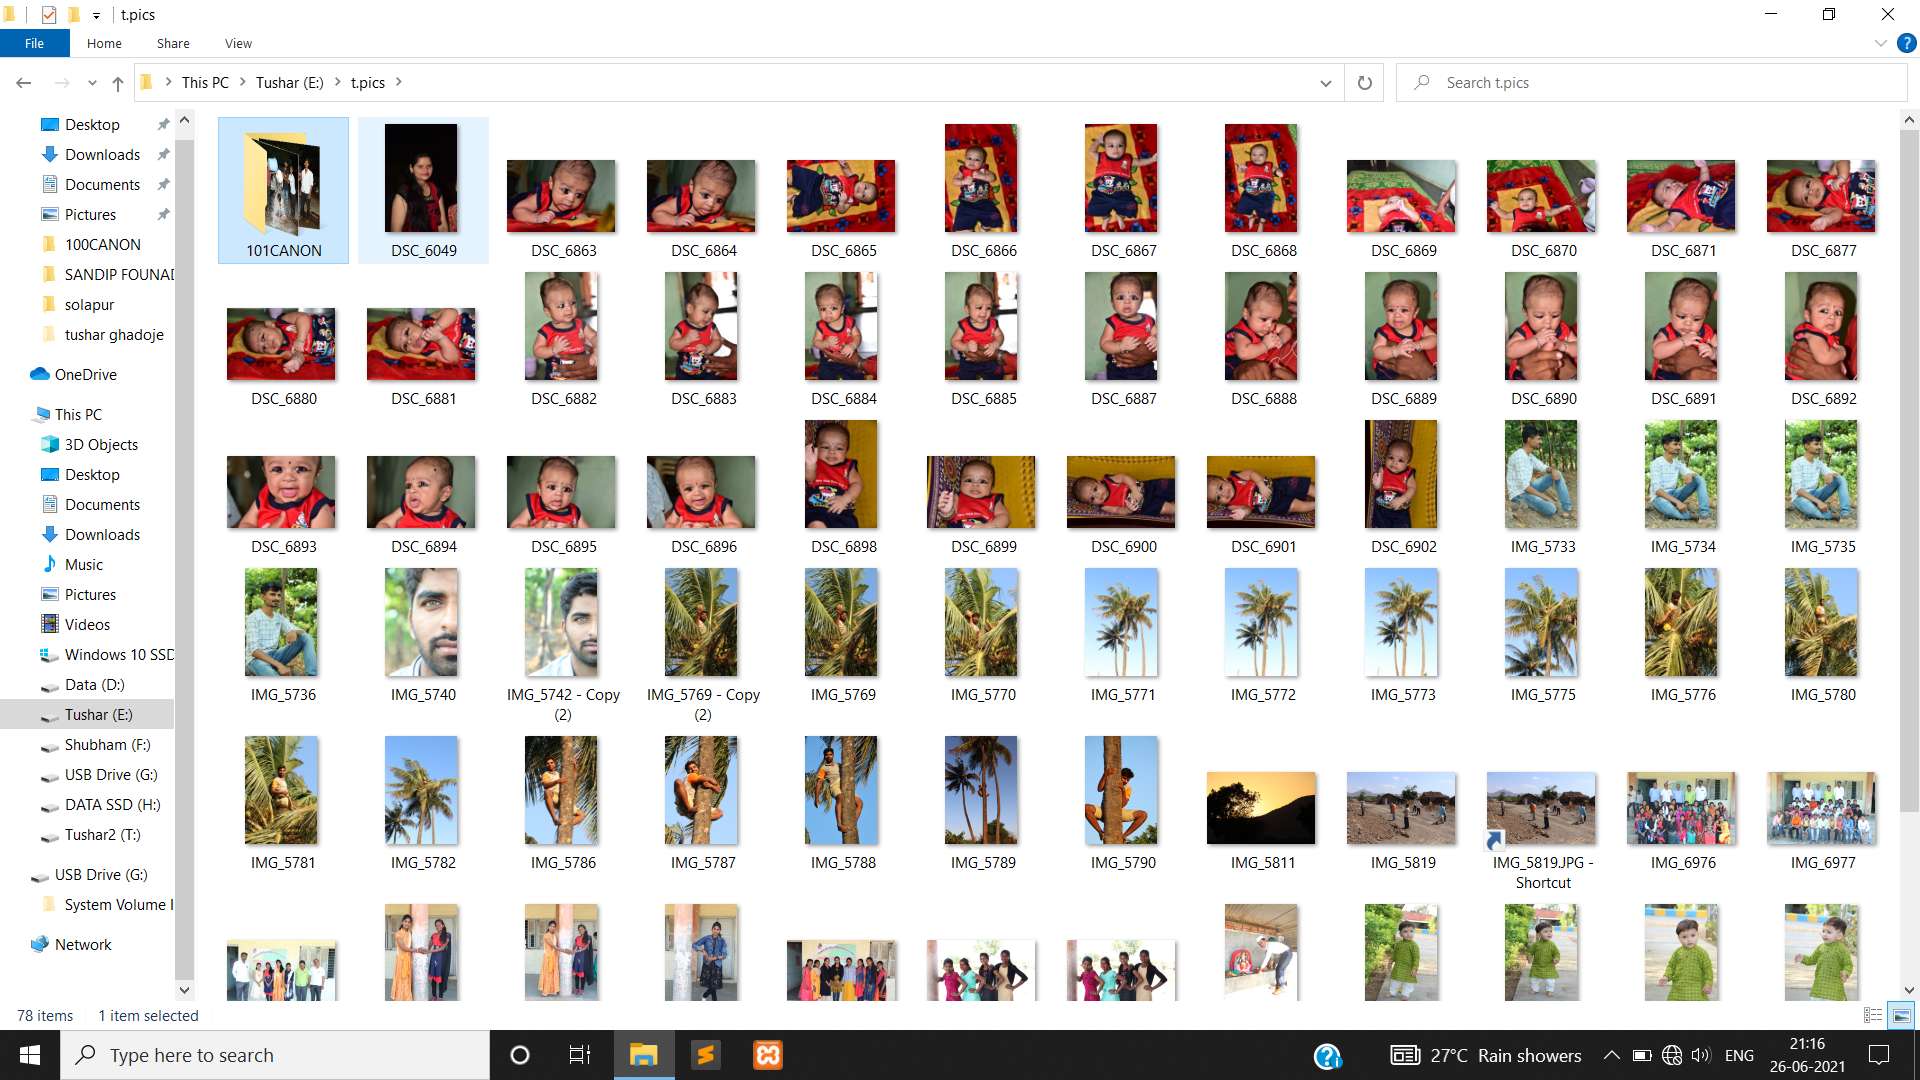 t.pics
File Home Share View
This PC Tushar (E:) t.pics
Search t.pics
Desktop
Downloads
Documents
Pictures
100CANON
SANDIP FOUNAD
solapur
tushar ghadoje
OneDrive
This PC
3D Objects
Desktop
Documents
Downloads
Music
Pictures
Videos
Windows 10 SSD
Data (D:)
Tushar (E:)
Shubham (F:)
USB Drive (G:)
DATA SSD (H:)
Tushar2 (T:)
USB Drive (G:)
System Volume I
Network
101CANON DSC_6049 DSC_6863 DSC_6864 DSC_6865 DSC_6866 DSC_6867 DSC_6868 DSC_6869 DSC_6870 DSC_6871 DSC_6877
DSC_6880 DSC_6881 DSC_6882 DSC_6883 DSC_6884 DSC_6885 DSC_6887 DSC_6888 DSC_6889 DSC_6890 DSC_6891 DSC_6892
DSC_6893 DSC_6894 DSC_6895 DSC_6896 DSC_6898 DSC_6899 DSC_6900 DSC_6901 DSC_6902 IMG_5733 IMG_5734 IMG_5735
IMG_5736 IMG_5740 IMG_5742 - Copy (2) IMG_5769 - Copy (2) IMG_5769 IMG_5770 IMG_5771 IMG_5772 IMG_5773 IMG_5775 IMG_5776 IMG_5780
IMG_5781 IMG_5782 IMG_5786 IMG_5787 IMG_5788 IMG_5789 IMG_5790 IMG_5811 IMG_5819 IMG_5819.JPG - Shortcut IMG_6976 IMG_6977
78 items 1 item selected
Type here to search
27°C Rain showers
ENG
21:16
26-06-2021